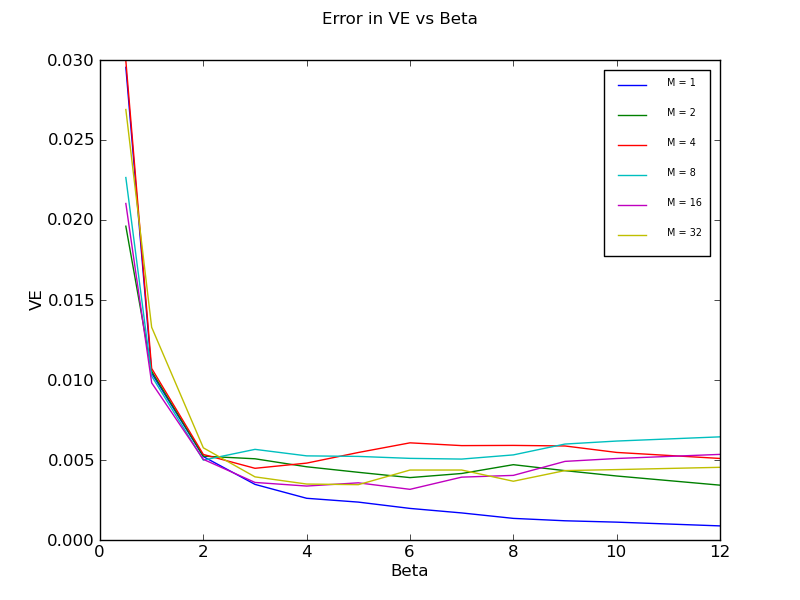 Error in VE vs Beta
0.030
0.025
0.020
0.015
0.010
0.005
0.000
VE
M = 1
M = 2
M = 4
M = 8
M = 16
M = 32
0 2 4 6 8 10 12
Beta